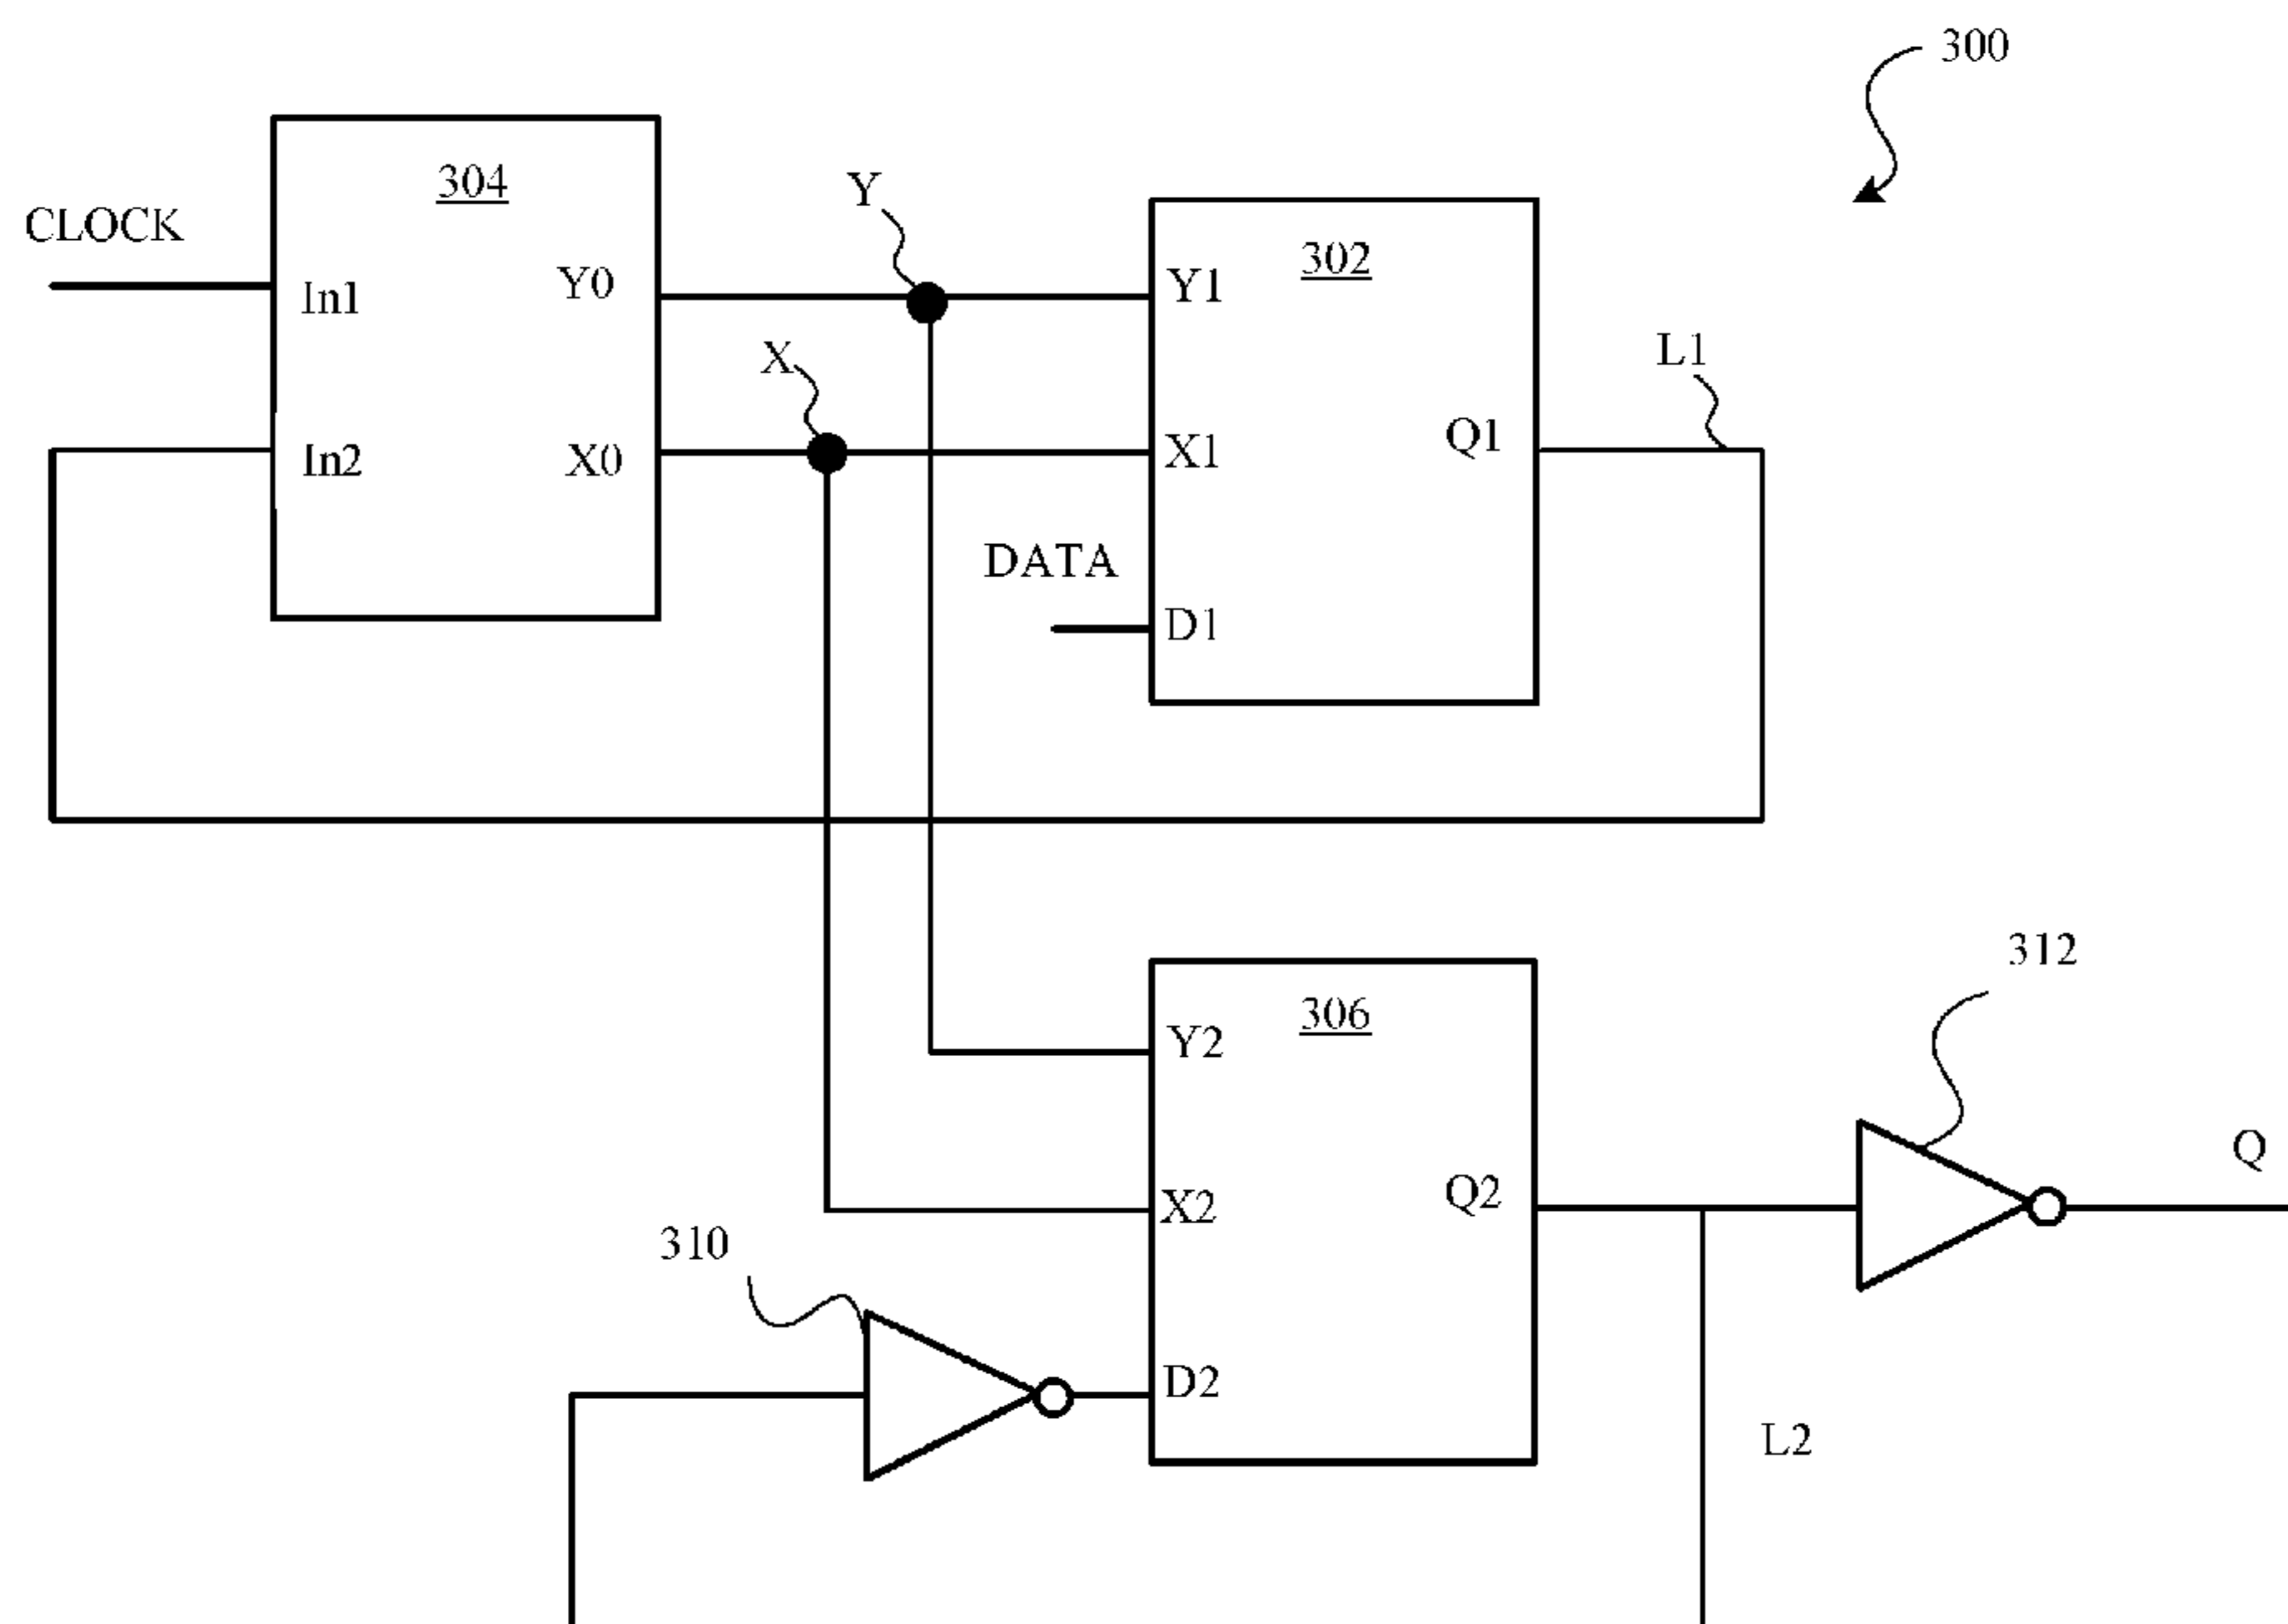 300
304
CLOCK
In1
Y0
In2
X0
Y
X
302
Y1
X1
Q1
DATA
D1
L1
306
Y2
X2
Q2
D2
310
312
Q
L2